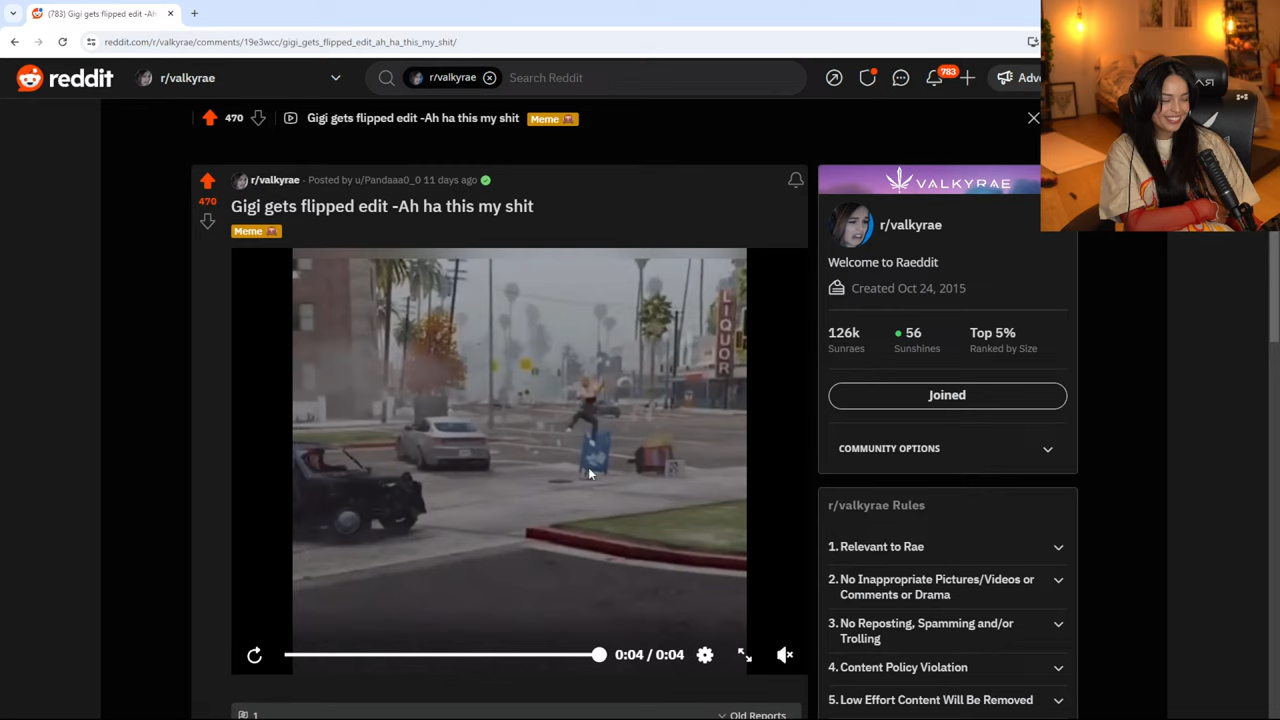 (783) Gigi gets flipped edit -Ah
reddit.com/r/valkyrae/comments/19e3wcc/gigi_gets_flipped_edit_ah_ha_this_my_shit/
reddit
r/valkyrae
r/valkyrae
Search Reddit
783
Adv
470
Gigi gets flipped edit -Ah ha this my shit
Meme
r/valkyrae · Posted by u/Pandaaa0_0 11 days ago
470
Gigi gets flipped edit -Ah ha this my shit
Meme
LIQUOR
0:04 / 0:04
1
Old Reports
VALKYRAE
r/valkyrae
Welcome to Raeddit
Created Oct 24, 2015
126k
56
Top 5%
Sunraes
Sunshines
Ranked by Size
Joined
COMMUNITY OPTIONS
r/valkyrae Rules
1. Relevant to Rae
2. No Inappropriate Pictures/Videos or
Comments or Drama
3. No Reposting, Spamming and/or
Trolling
4. Content Policy Violation
5. Low Effort Content Will Be Removed